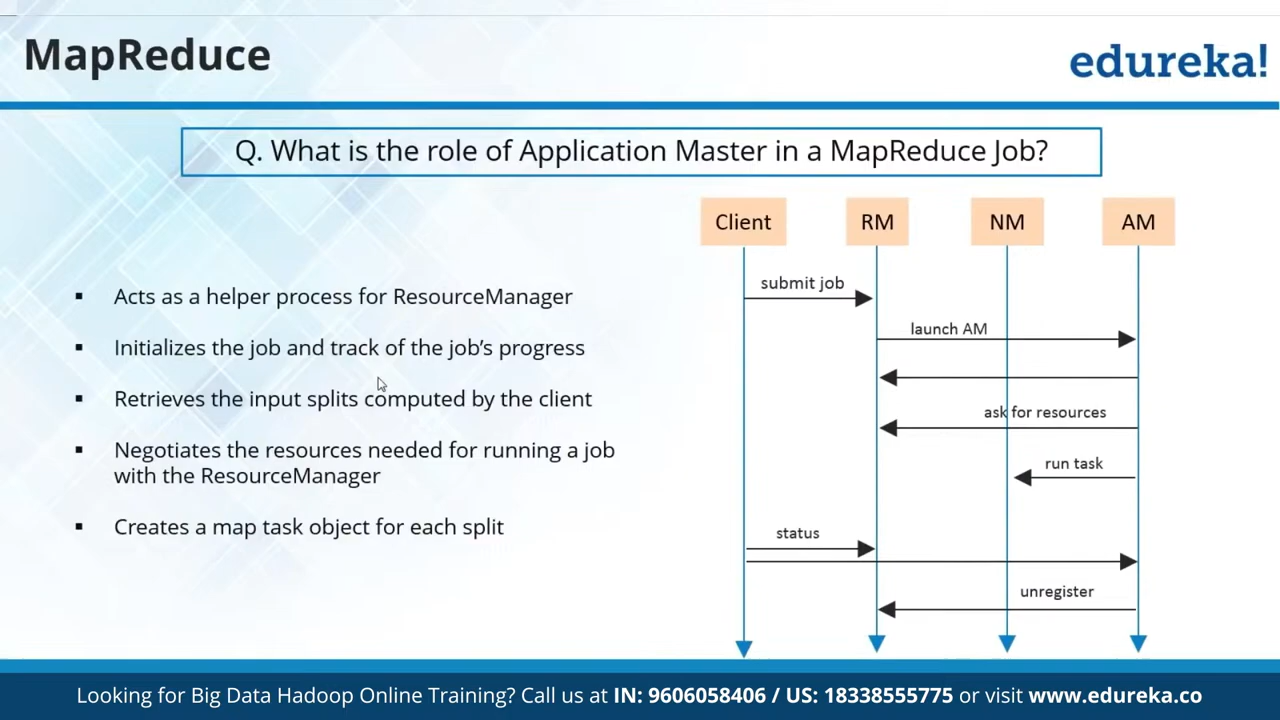 MapReduce
edureka!
Q. What is the role of Application Master in a MapReduce Job?
▪ Acts as a helper process for ResourceManager
▪ Initializes the job and track of the job's progress
▪ Retrieves the input splits computed by the client
▪ Negotiates the resources needed for running a job
with the ResourceManager
▪ Creates a map task object for each split
Client
RM
NM
AM
submit job
launch AM
ask for resources
run task
status
unregister
Looking for Big Data Hadoop Online Training? Call us at IN: 9606058406 / US: 18338555775 or visit www.edureka.co